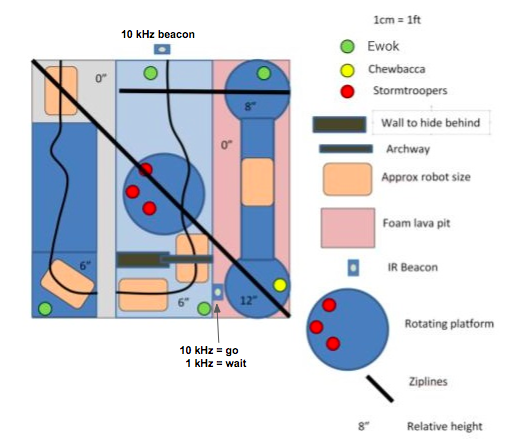 10 kHz beacon
0"
8"
0"
6"
6"
12"
10 kHz = go
1 kHz = wait
1cm = 1ft
Ewok
Chewbacca
Stormtroopers
Wall to hide behind
Archway
Approx robot size
Foam lava pit
IR Beacon
Rotating platform
Ziplines
8" Relative height